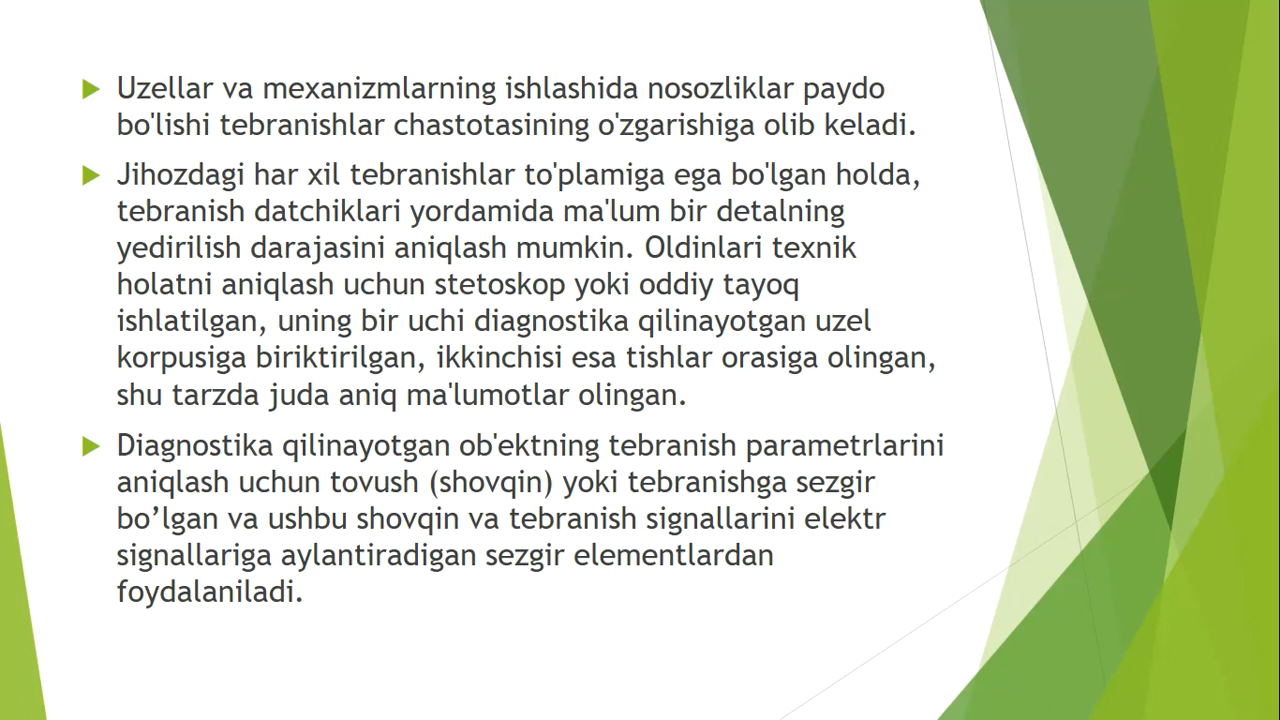 Uzellar va mexanizmlarning ishlashida nosozliklar paydo
bo'lishi tebranishlar chastotasining o'zgarishiga olib keladi.
Jihozdagi har xil tebranishlar to'plamiga ega bo'lgan holda,
tebranish datchiklari yordamida ma'lum bir detalning
yedirilish darajasini aniqlash mumkin. Oldinlari texnik
holatni aniqlash uchun stetoskop yoki oddiy tayoq
ishlatilgan, uning bir uchi diagnostika qilinayotgan uzel
korpusiga biriktirilgan, ikkinchisi esa tishlar orasiga olingan,
shu tarzda juda aniq ma'lumotlar olingan.
Diagnostika qilinayotgan ob'ektning tebranish parametrlarini
aniqlash uchun tovush (shovqin) yoki tebranishga sezgir
bo’lgan va ushbu shovqin va tebranish signallarini elektr
signallariga aylantiradigan sezgir elementlardan
foydalaniladi.